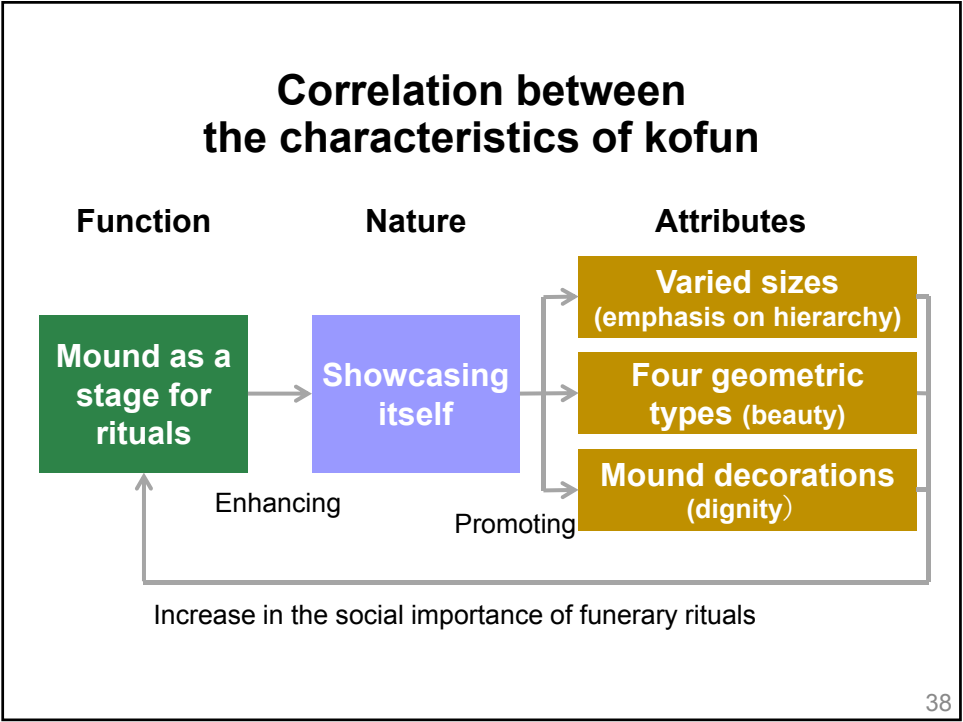 Correlation between
the characteristics of kofun
Function
Nature
Attributes
Mound as a
stage for
rituals
Showcasing
itself
Varied sizes
(emphasis on hierarchy)
Four geometric
types (beauty)
Mound decorations
(dignity）
Enhancing
Promoting
Increase in the social importance of funerary rituals
38